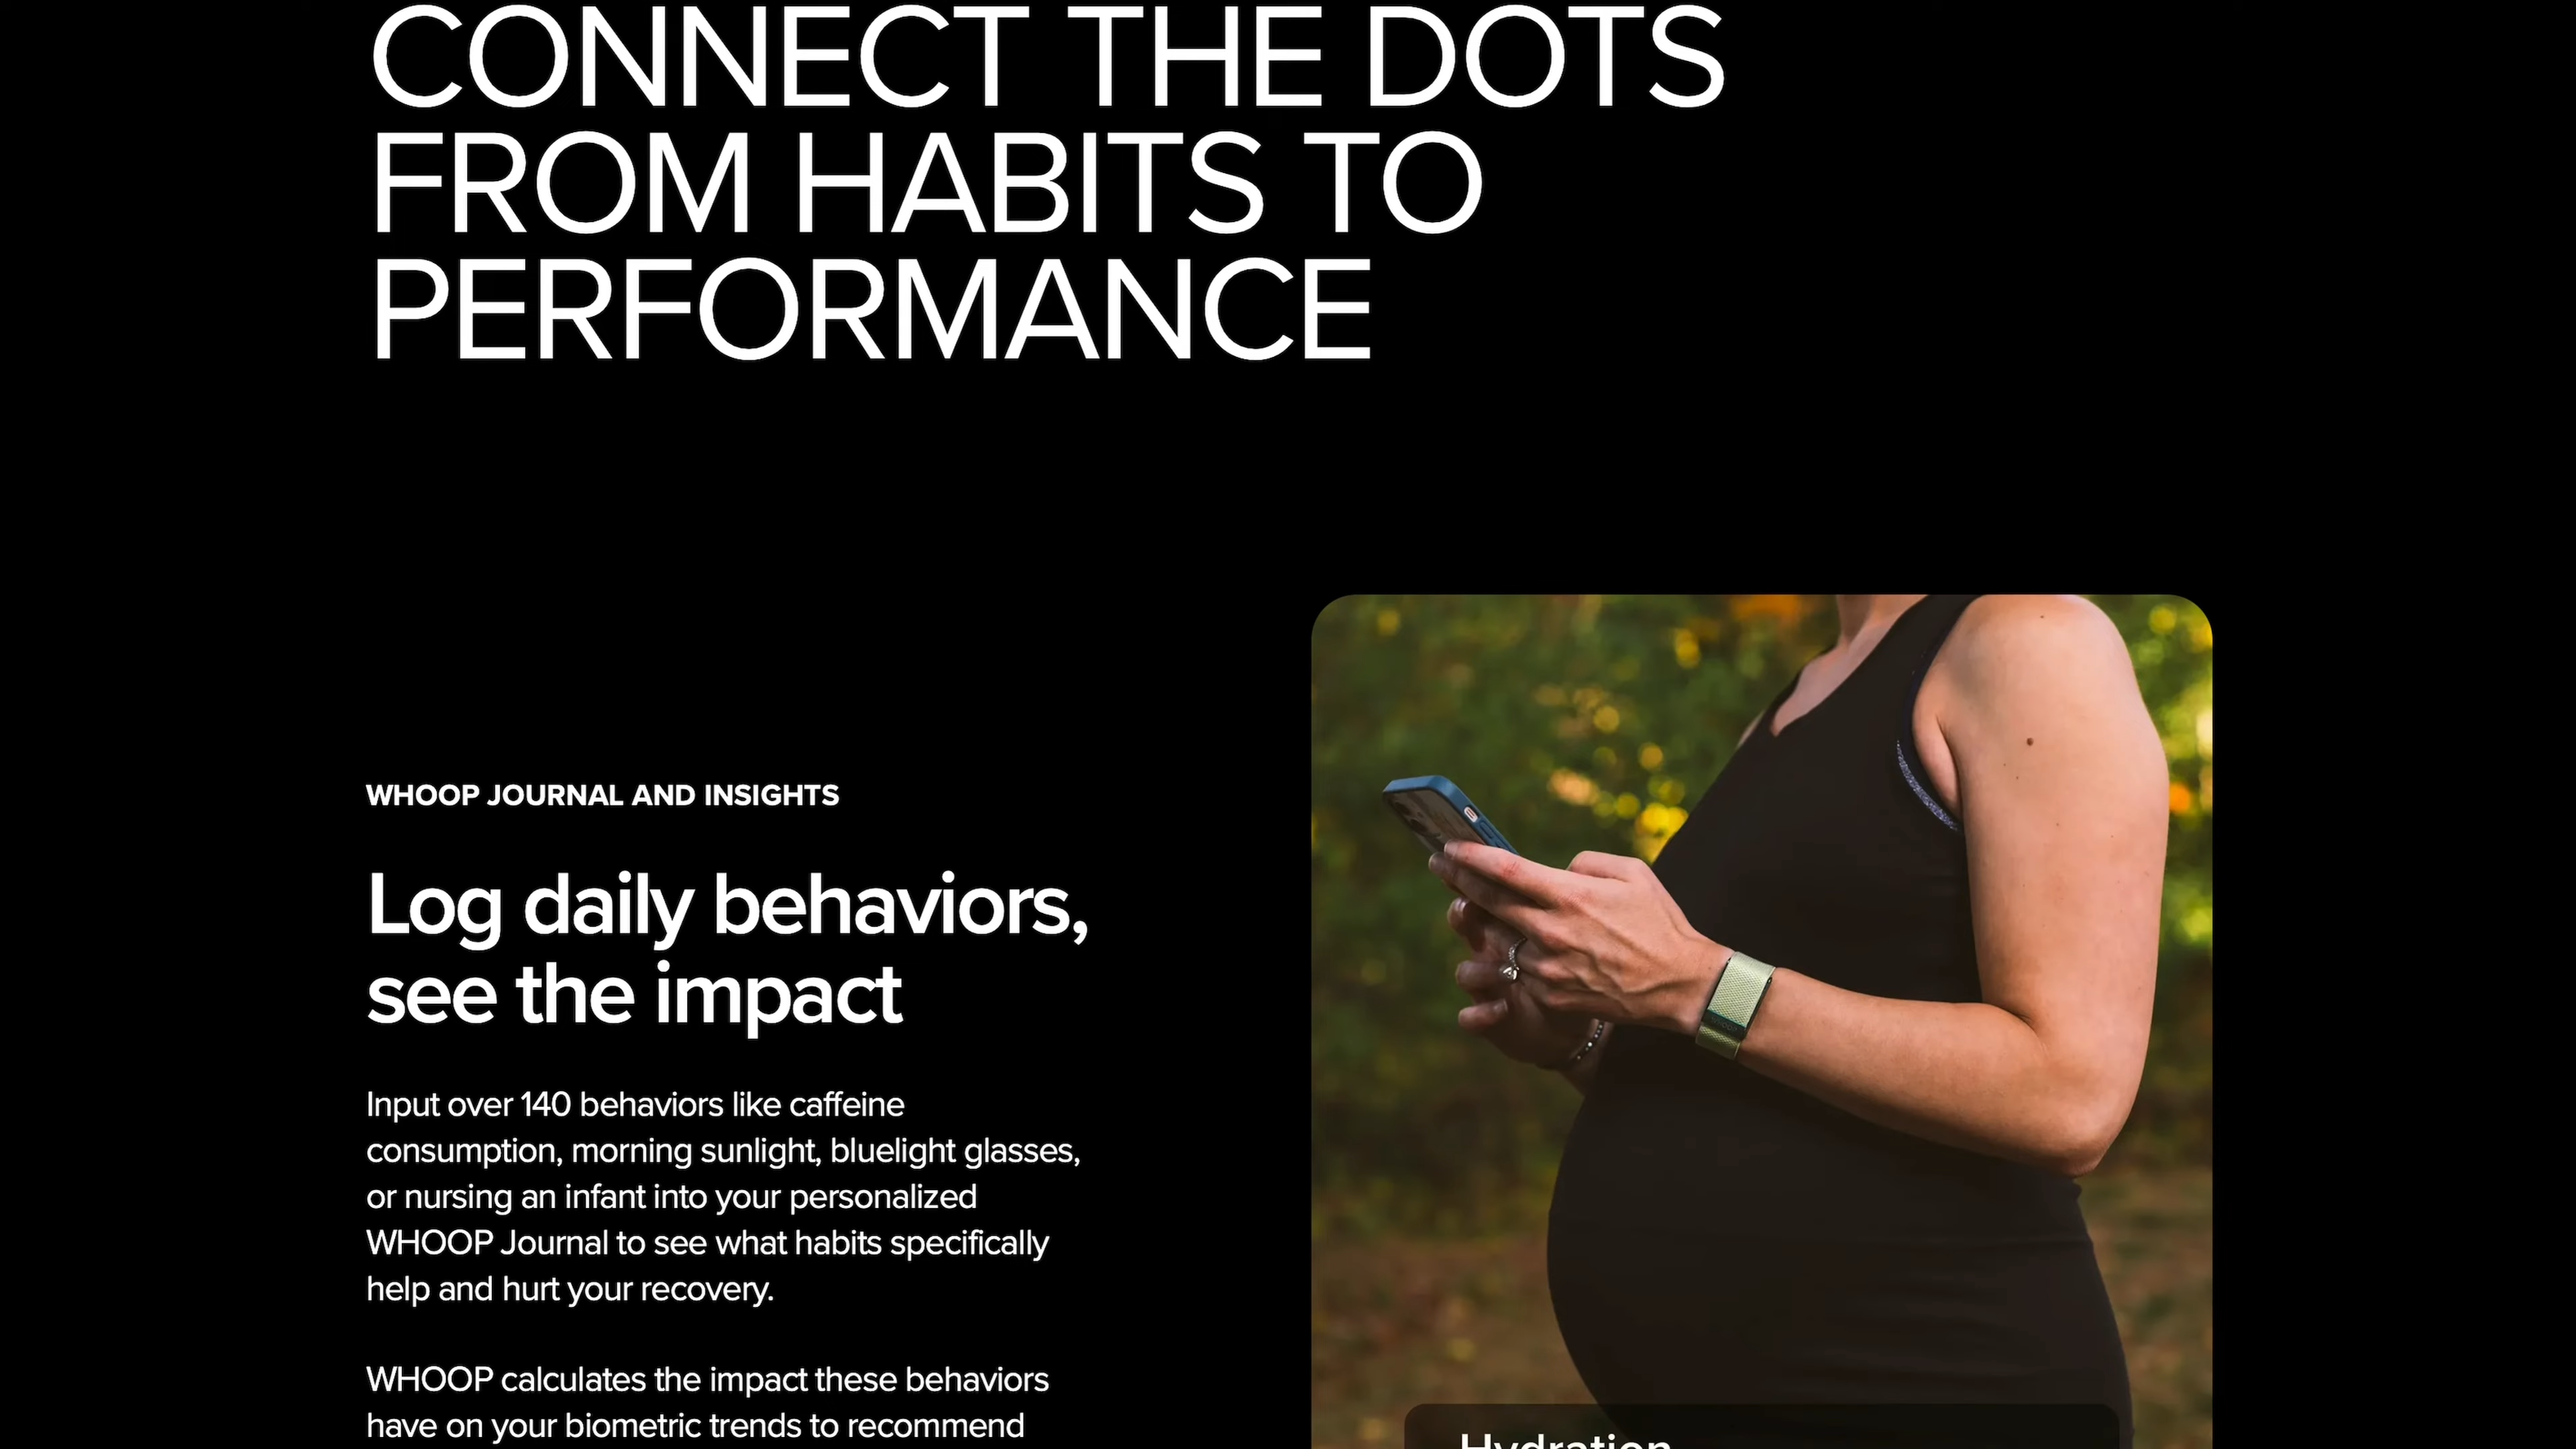 CONNECT THE DOTS
FROM HABITS TO
PERFORMANCE
WHOOP JOURNAL AND INSIGHTS
Log daily behaviors,
see the impact
Input over 140 behaviors like caffeine
consumption, morning sunlight, bluelight glasses,
or nursing an infant into your personalized
WHOOP Journal to see what habits specifically
help and hurt your recovery.
WHOOP calculates the impact these behaviors
have on your biometric trends to recommend
Hydration